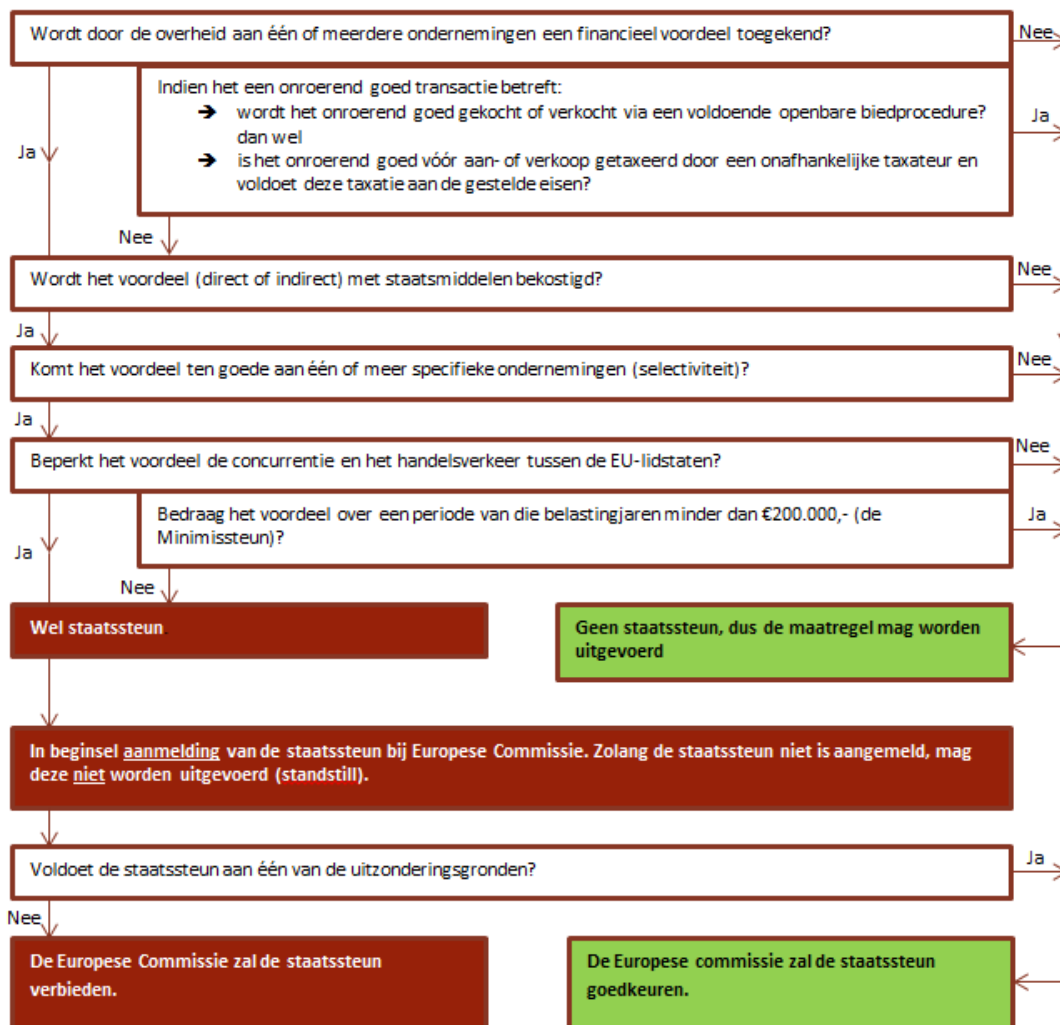 Wordt door de overheid aan één of meerdere ondernemingen een financieel voordeel toegekend?
Nee
Indien het een onroerend goed transactie betreft:
➔ wordt het onroerend goed gekocht of verkocht via een voldoende openbare biedprocedure?
dan wel
➔ is het onroerend goed vóór aan- of verkoop getaxeerd door een onafhankelijke taxateur en
voldoet deze taxatie aan de gestelde eisen?
Ja
Ja
Nee
Wordt het voordeel (direct of indirect) met staatsmiddelen bekostigd?
Nee
Ja
Komt het voordeel ten goede aan één of meer specifieke ondernemingen (selectiviteit)?
Nee
Ja
Beperkt het voordeel de concurrentie en het handelsverkeer tussen de EU-lidstaten?
Nee
Bedraag het voordeel over een periode van die belastingjaren minder dan €200.000,- (de
Minimissteun)?
Ja
Ja
Nee
Wel staatssteun
Geen staatssteun, dus de maatregel mag worden
uitgevoerd
In beginsel aanmelding van de staatssteun bij Europese Commissie. Zolang de staatssteun niet is aangemeld, mag
deze niet worden uitgevoerd (standstill).
Voldoet de staatssteun aan één van de uitzonderingsgronden?
Ja
Nee
De Europese Commissie zal de staatssteun
verbieden.
De Europese commissie zal de staatssteun
goedkeuren.